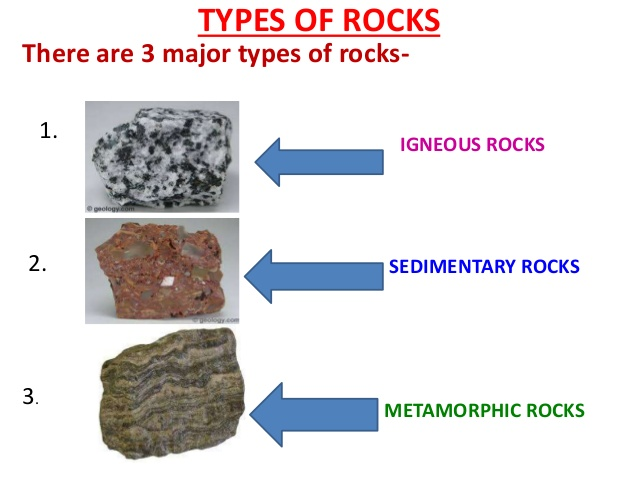 TYPES OF ROCKS
There are 3 major types of rocks-
1.
IGNEOUS ROCKS
© geology.com
2.
SEDIMENTARY ROCKS
© geology.com
3.
METAMORPHIC ROCKS